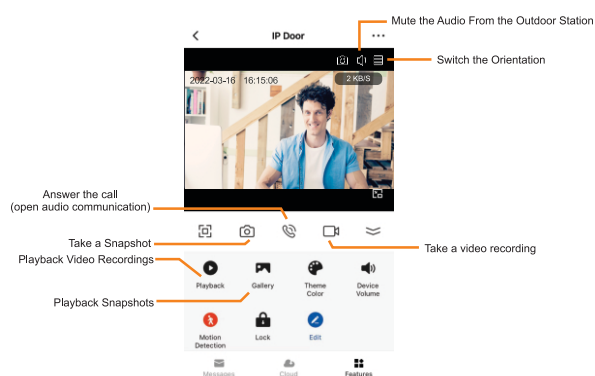 Mute the Audio From the Outdoor Station
IP Door
Switch the Orientation
2022-03-16 16:15:06
2 KB/S
Answer the call
(open audio communication)
Take a Snapshot
Take a video recording
Playback Video Recordings
Playback
Gallery
Theme
Color
Device
Volume
Playback Snapshots
Motion
Detection
Lock
Edit
Messages
Cloud
Features